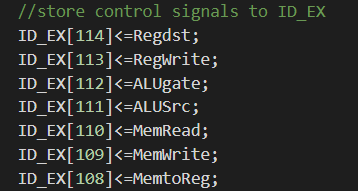 //store control signals to ID_EX
ID_EX[114]<=Regdst;
ID_EX[113]<=RegWrite;
ID_EX[112]<=ALUgate;
ID_EX[111]<=ALUSrc;
ID_EX[110]<=MemRead;
ID_EX[109]<=MemWrite;
ID_EX[108]<=MemtoReg;